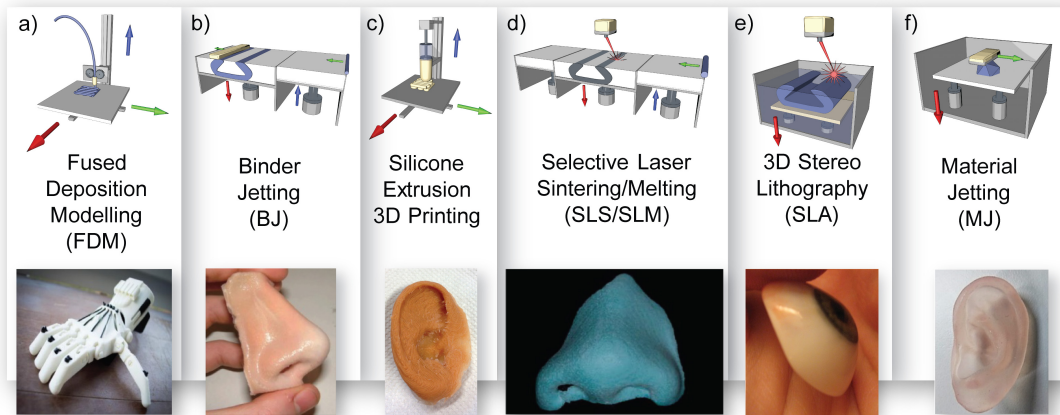 a)
Fused
Deposition
Modelling
(FDM)
b)
Binder
Jetting
(BJ)
c)
Silicone
Extrusion
3D Printing
d)
Selective Laser
Sintering/Melting
(SLS/SLM)
e)
3D Stereo
Lithography
(SLA)
f)
Material
Jetting
(MJ)